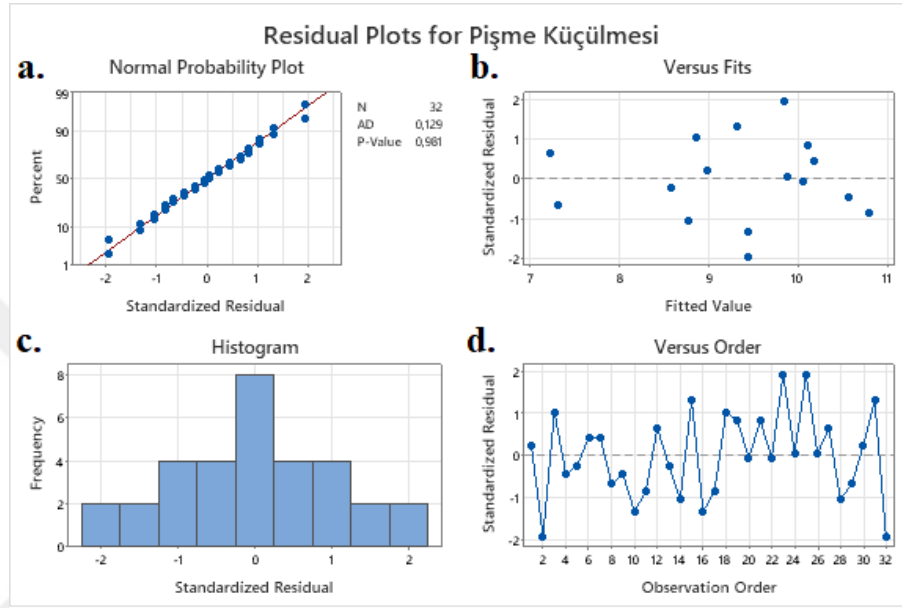 Residual Plots for Pişme Küçülmesi
a.
Normal Probability Plot
99
90
50
10
1
Percent
-2 -1 0 1 2
Standardized Residual
N 32
AD 0,129
P-Value 0,981
b.
Versus Fits
2
1
0
-1
-2
Standardized Residual
7 8 9 10 11
Fitted Value
c.
Histogram
8
6
4
2
0
Frequency
-2 -1 0 1 2
Standardized Residual
d.
Versus Order
2
1
0
-1
-2
Standardized Residual
2 4 6 8 10 12 14 16 18 20 22 24 26 28 30 32
Observation Order